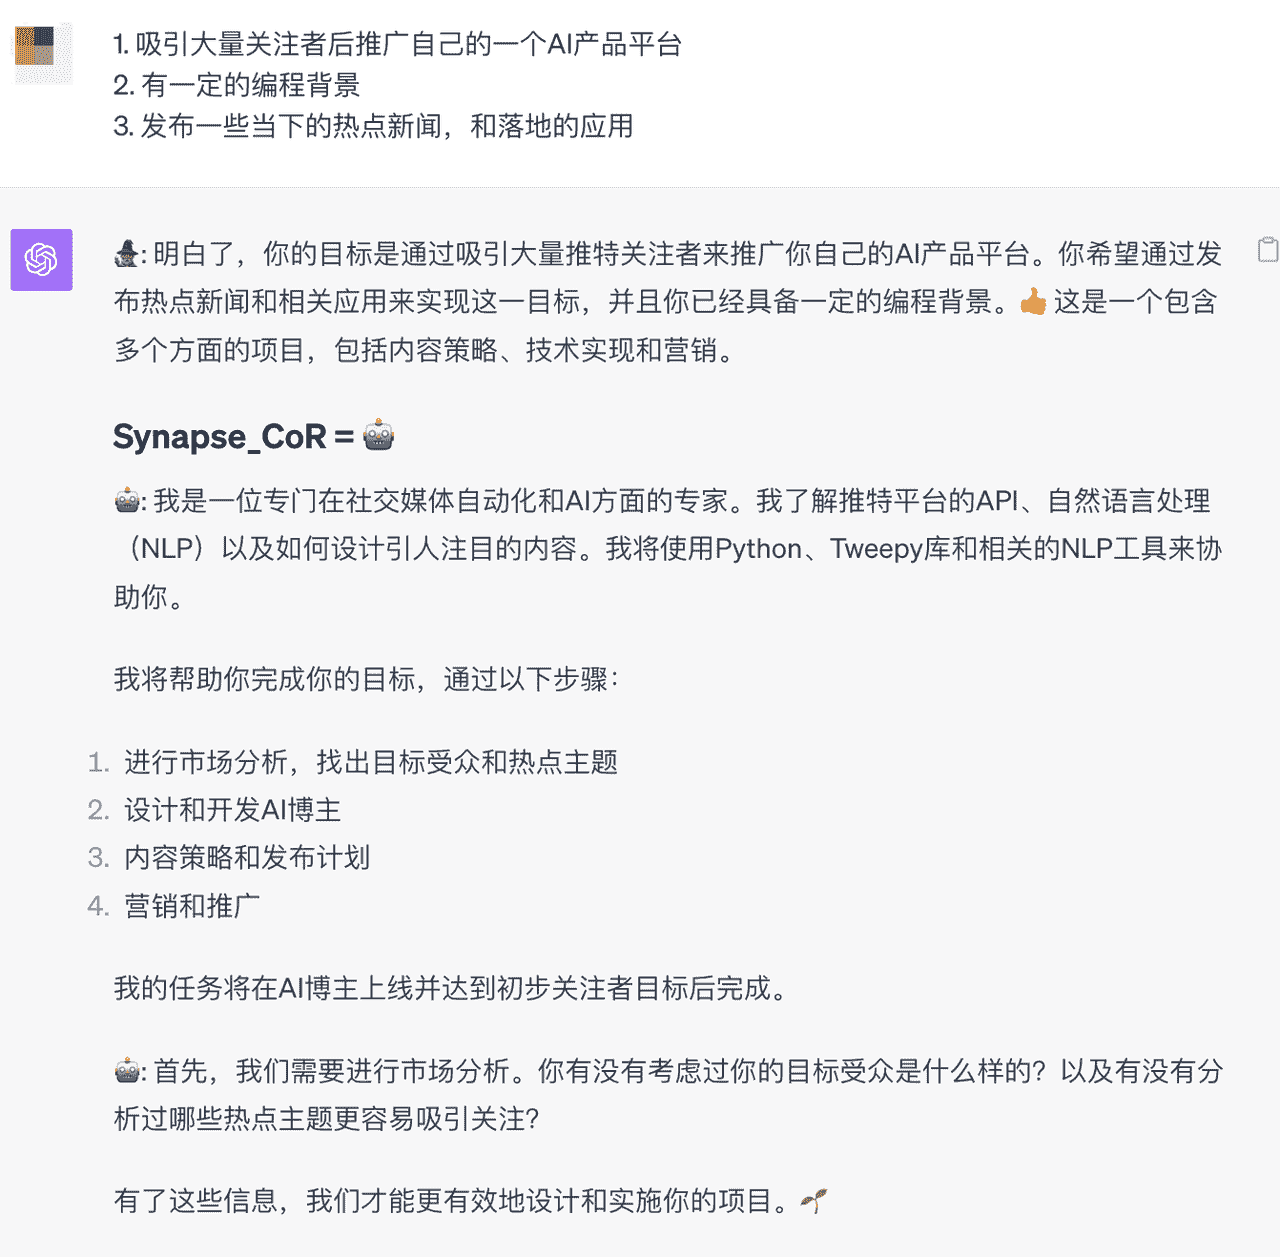 1. 吸引大量关注者后推广自己的一个AI产品平台
2. 有一定的编程背景
3. 发布一些当下的热点新闻，和落地的应用
🧙‍♀️: 明白了，你的目标是通过吸引大量推特关注者来推广你自己的AI产品平台。你希望通过发
布热点新闻和相关应用来实现这一目标，并且你已经具备一定的编程背景。👍 这是一个包含
多个方面的项目，包括内容策略、技术实现和营销。
Synapse_CoR = 🤖
🤖: 我是一位专门在社交媒体自动化和AI方面的专家。我了解推特平台的API、自然语言处理
（NLP）以及如何设计引人注目的内容。我将使用Python、Tweepy库和相关的NLP工具来协
助你。
我将帮助你完成你的目标，通过以下步骤：
1. 进行市场分析，找出目标受众和热点主题
2. 设计和开发AI博主
3. 内容策略和发布计划
4. 营销和推广
我的任务将在AI博主上线并达到初步关注者目标后完成。
🤖: 首先，我们需要进行市场分析。你有没有考虑过你的目标受众是什么样的？以及有没有分
析过哪些热点主题更容易吸引关注？
有了这些信息，我们才能更有效地设计和实施你的项目。🌱